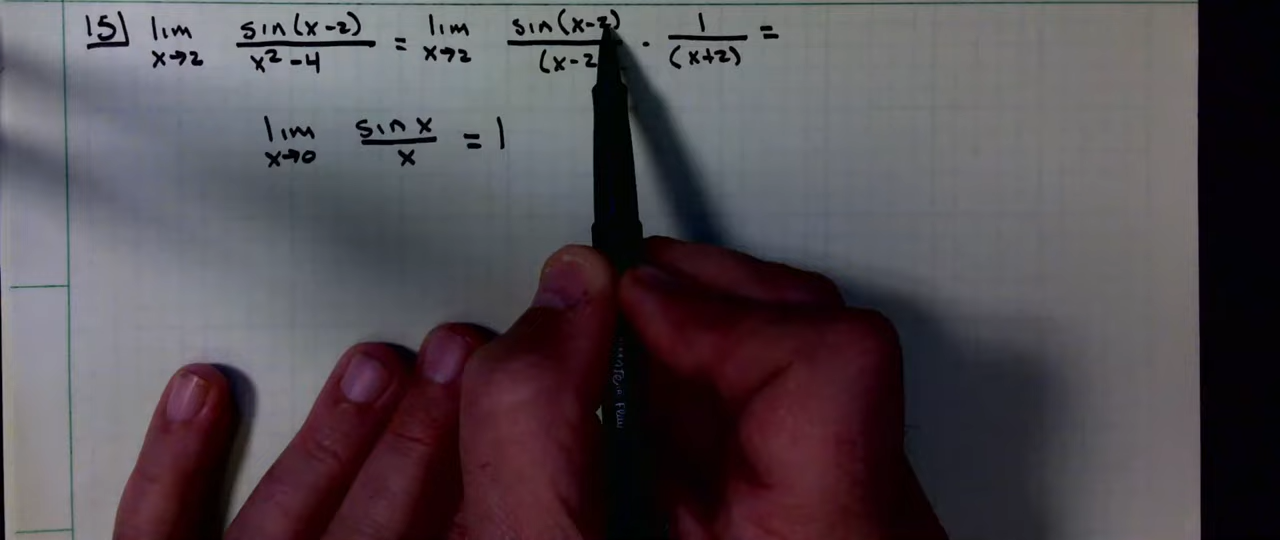 15) lim x→2 sin(x-2)/x²-4 = lim x→2 sin(x-2)/(x-2 · 1/(x+2) =
lim x→0 sin x/x = 1